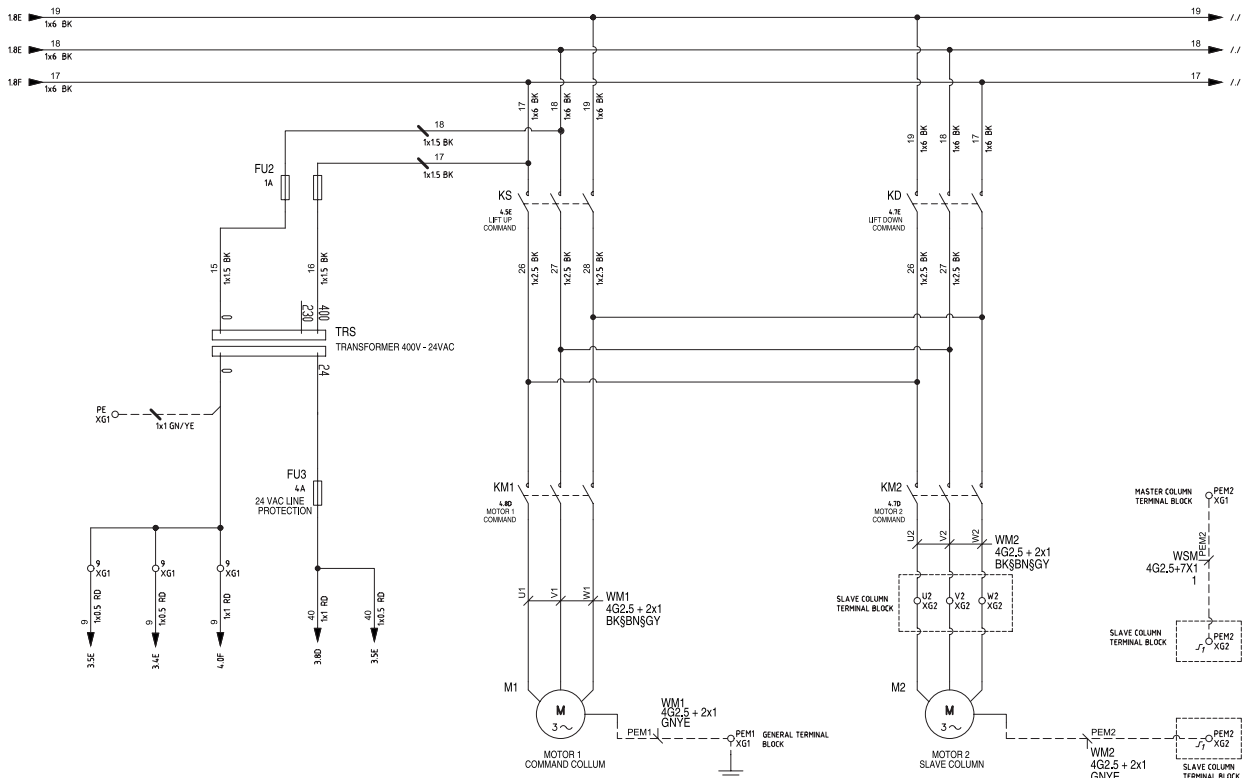 1.8E 19 1x6 BK 19 /./
1.8E 18 1x6 BK 18 /./
1.8F 17 1x6 BK 17 /./
17 1x6 BK
18 1x6 BK
19 1x6 BK
19 1x6 BK
18 1x6 BK
17 1x6 BK
18
1x1.5 BK
17
1x1.5 BK
FU2
1A
KS
4.5E
LIFT UP
COMMAND
KD
4.7E
LIFT DOWN
COMMAND
15 1x1.5 BK
16 1x1.5 BK
26 1x2.5 BK
27 1x2.5 BK
28 1x2.5 BK
26 1x2.5 BK
27 1x2.5 BK
28 1x2.5 BK
0
230
400
TRS
TRANSFORMER 400V - 24VAC
0
24
PE
XG1
1x1 GN/YE
FU3
4A
24 VAC LINE
PROTECTION
KM1
4.8D
MOTOR 1
COMMAND
KM2
4.7D
MOTOR 2
COMMAND
MASTER COLUMN
TERMINAL BLOCK
PEM2
XG1
PEM2
WSM
4G2.5+7X1
1
U2
V2
W2
WM2
4G2.5 + 2x1
BK§BN§GY
9
XG1
9
XG1
9
XG1
U1
V1
W1
WM1
4G2.5 + 2x1
BK§BN§GY
SLAVE COLUMN
TERMINAL BLOCK
U2
XG2
V2
XG2
W2
XG2
9 1x0.5 RD
9 1x0.5 RD
9 1x1 RD
40 1x1 RD
40 1x0.5 RD
SLAVE COLUMN
TERMINAL BLOCK
PEM2
XG2
3.5E
3.4E
4.0F
3.8D
3.5E
M1
M
3 ~
MOTOR 1
COMMAND COLLUM
WM1
4G2.5 + 2x1
GNYE
PEM1
PEM1
XG1
GENERAL TERMINAL
BLOCK
M2
M
3 ~
MOTOR 2
SLAVE COLUMN
PEM2
WM2
4G2.5 + 2x1
GNYE
PEM2
XG2
SLAVE COLUMN
TERMINAL BLOCK